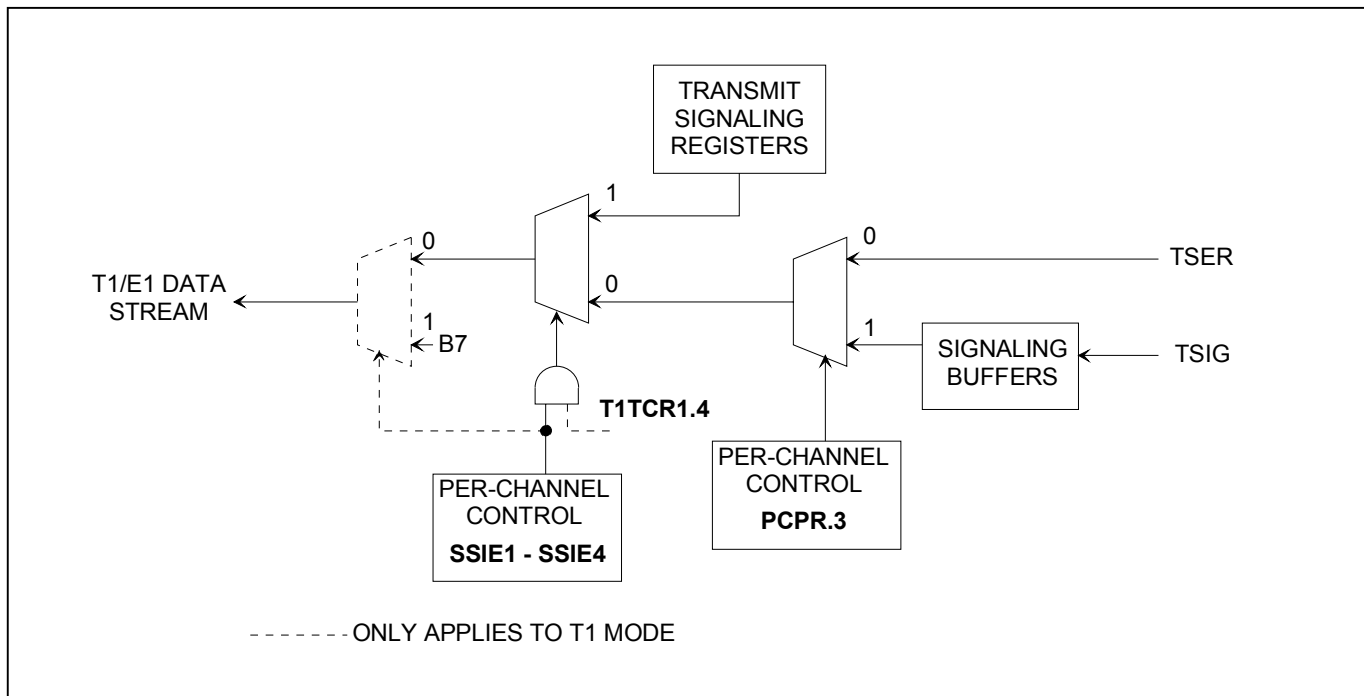 TRANSMIT
SIGNALING
REGISTERS
1
0
0
TSER
T1/E1 DATA
STREAM
0
1
B7
1
SIGNALING
BUFFERS
TSIG
T1TCR1.4
PER-CHANNEL
CONTROL
SSIE1 - SSIE4
PER-CHANNEL
CONTROL
PCPR.3
ONLY APPLIES TO T1 MODE